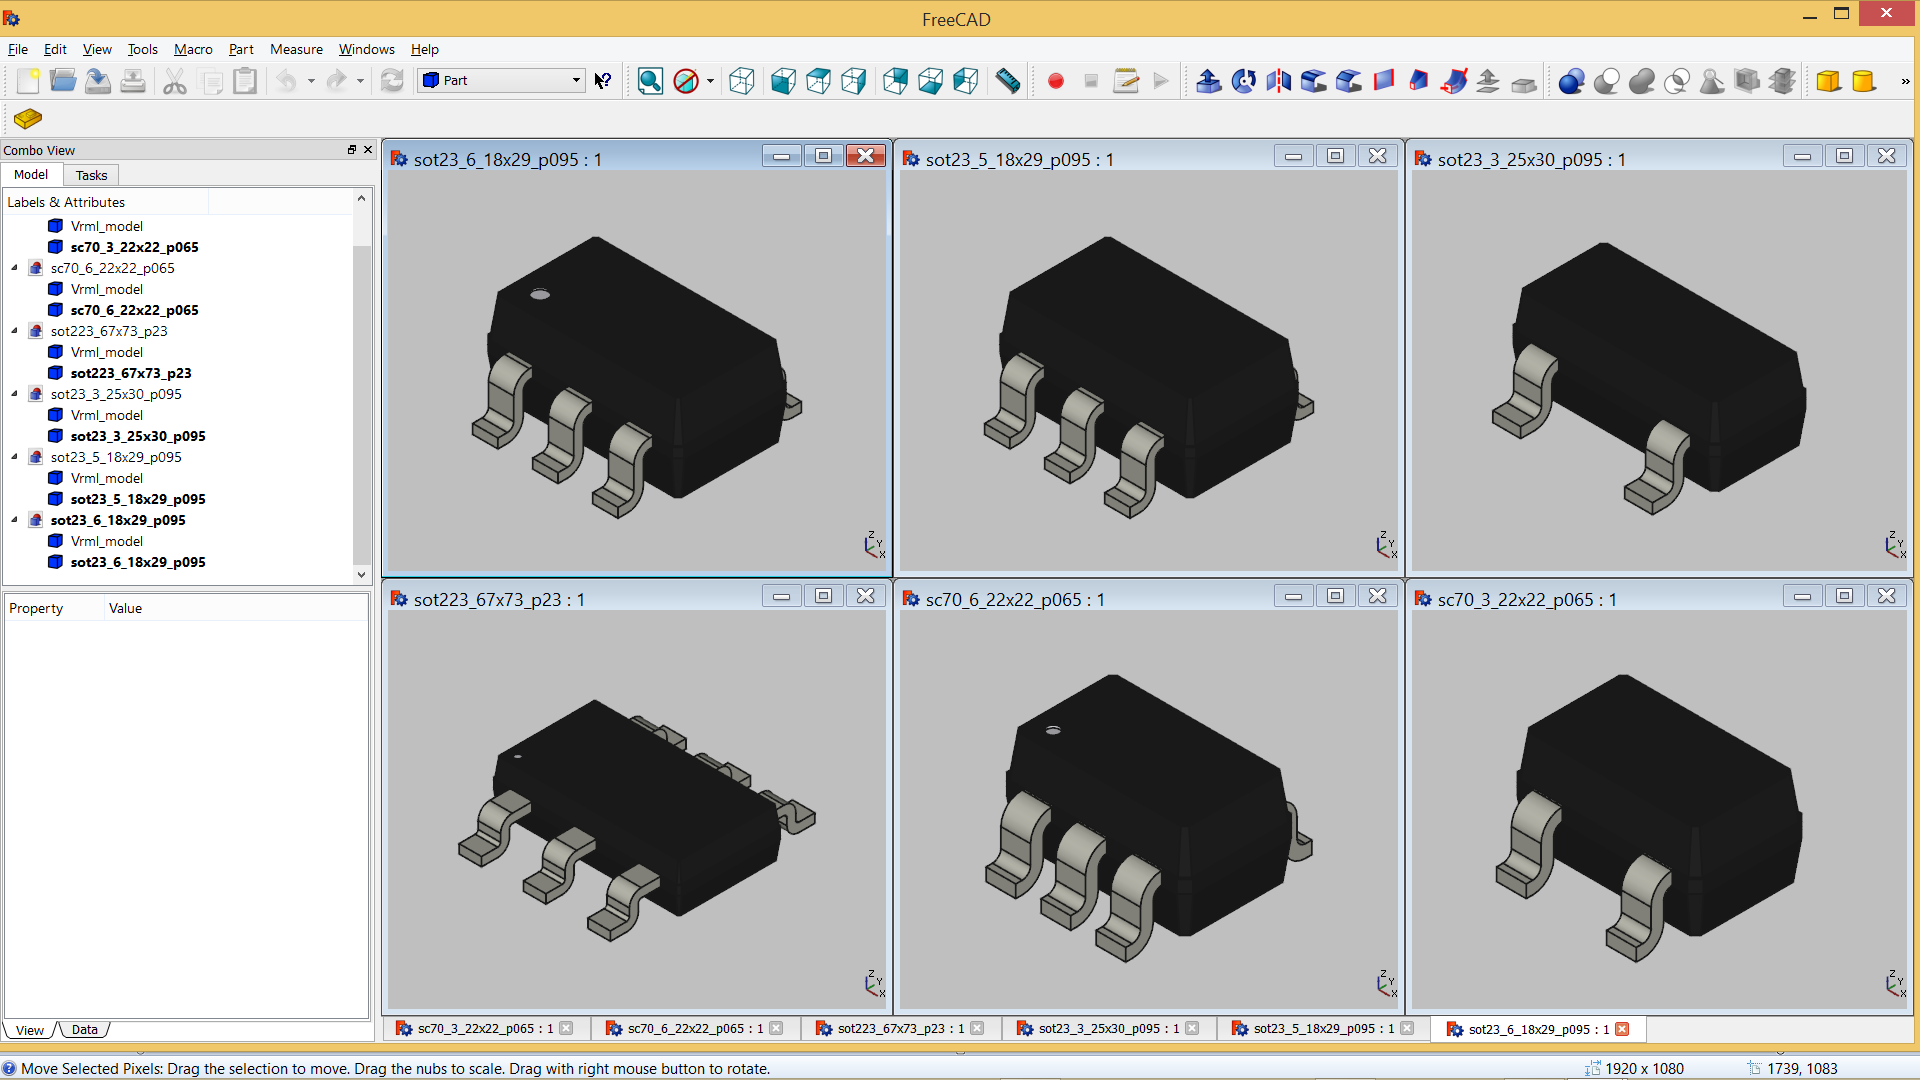 FreeCAD
File Edit View Tools Macro Part Measure Windows Help
Part
»
Combo View
Model Tasks
Labels & Attributes
Vrml_model
sc70_3_22x22_p065
sc70_6_22x22_p065
Vrml_model
sc70_6_22x22_p065
sot223_67x73_p23
Vrml_model
sot223_67x73_p23
sot23_3_25x30_p095
Vrml_model
sot23_3_25x30_p095
sot23_5_18x29_p095
Vrml_model
sot23_5_18x29_p095
sot23_6_18x29_p095
Vrml_model
sot23_6_18x29_p095
Property Value
View Data
sot23_6_18x29_p095 : 1
Z
Y
X
sot23_5_18x29_p095 : 1
Z
Y
X
sot23_3_25x30_p095 : 1
Z
Y
X
sot223_67x73_p23 : 1
Z
Y
X
sc70_6_22x22_p065 : 1
Z
Y
X
sc70_3_22x22_p065 : 1
Z
Y
X
sc70_3_22x22_p065 : 1 sc70_6_22x22_p065 : 1 sot223_67x73_p23 : 1 sot23_3_25x30_p095 : 1 sot23_5_18x29_p095 : 1 sot23_6_18x29_p095 : 1
Move Selected Pixels: Drag the selection to move. Drag the nubs to scale. Drag with right mouse button to rotate. 1920 x 1080 1739, 1083